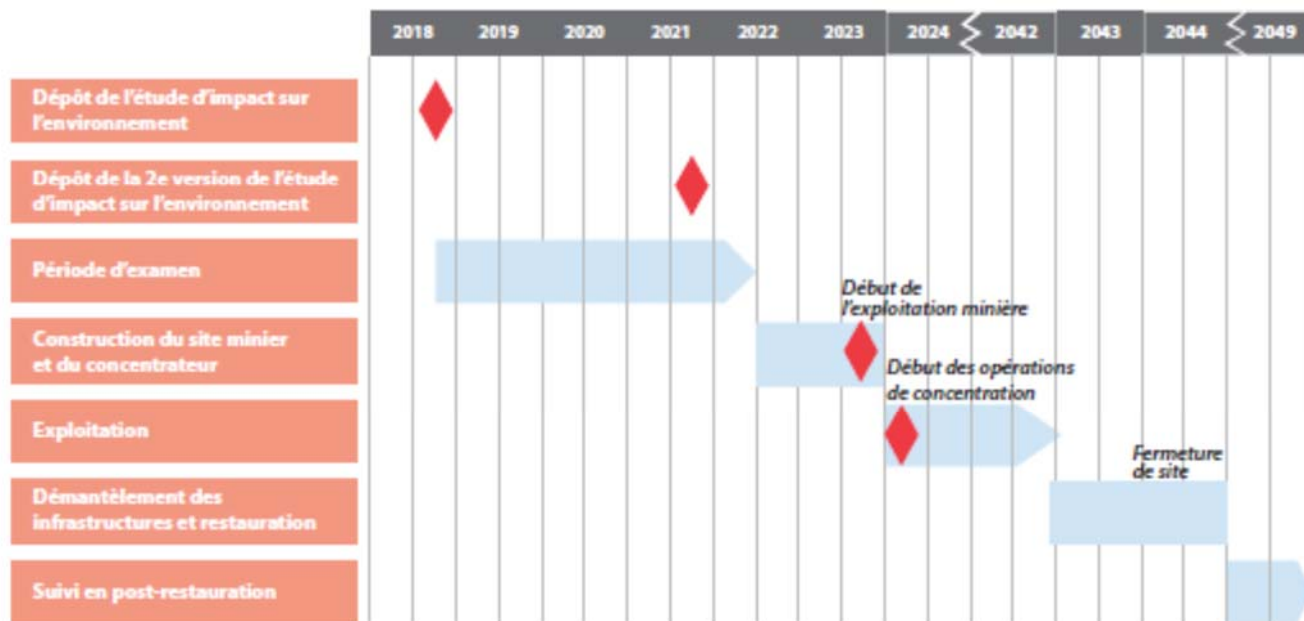 2018 2019 2020 2021 2022 2023 2024 2042 2043 2044 2049
Dépôt de l'étude d'impact sur
l'environnement
Dépôt de la 2e version de l'étude
d'impact sur l'environnement
Période d'examen
Début de
l'exploitation minière
Construction du site minier
et du concentrateur
Début des opérations
de concentration
Exploitation
Fermeture
de site
Démantèlement des
infrastructures et restauration
Suivi en post-restauration